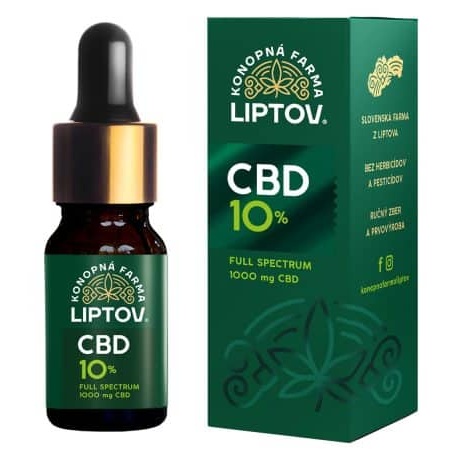 KONOPNÁ FARMA
LIPTOV®
CBD
10%
FULL SPECTRUM
1000 mg CBD
KONOPNÁ FARMA
LIPTOV®
CBD
10%
FULL SPECTRUM
1000 mg CBD
SLOVENSKÁ FARMA
Z LIPTOVA
BEZ HERBICÍDOV
A PESTICÍDOV
RUČNÝ ZBER
A PRVOVÝROBA
konopnafarmaliptov